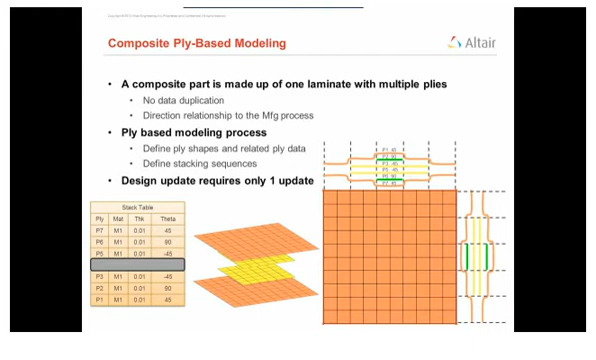 Composite Ply-Based Modeling
Altair
• A composite part is made up of one laminate with multiple plies
• No data duplication
• Direction relationship to the Mfg process
• Ply based modeling process
• Define ply shapes and related ply data
• Define stacking sequences
• Design update requires only 1 update
Stack Table
Ply Mat Thk Theta
P7 M1 0.01 45
P6 M1 0.01 90
P5 M1 0.01 -45
P3 M1 0.01 -45
P2 M1 0.01 90
P1 M1 0.01 45